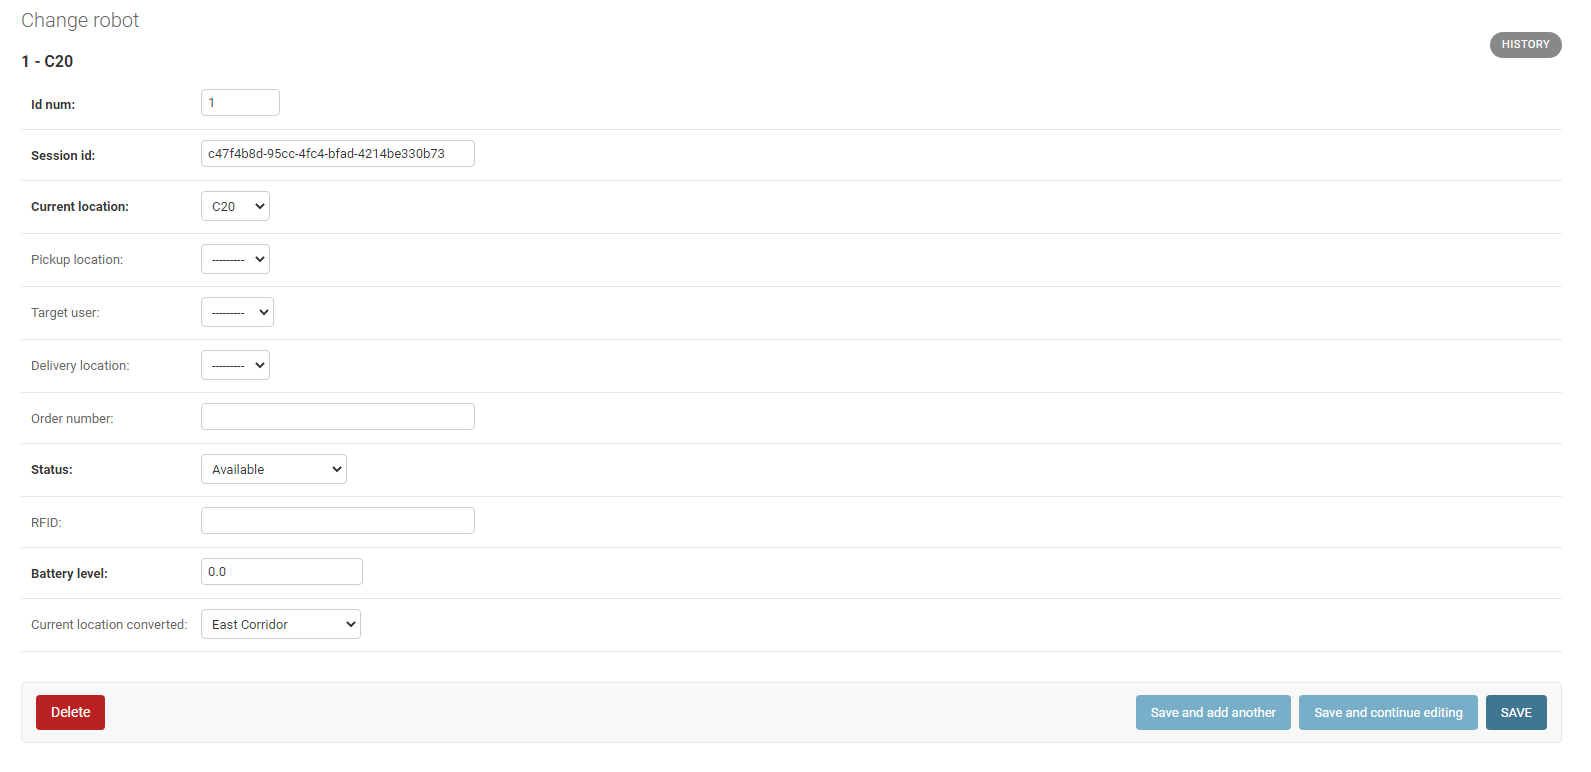 Change robot
HISTORY
1 - C20
Id num: 1
Session id: c47f4b8d-95cc-4fc4-bfad-4214be330b73
Current location: C20
Pickup location: ---------
Target user: ---------
Delivery location: ---------
Order number:
Status: Available
RFID:
Battery level: 0.0
Current location converted: East Corridor
Delete Save and add another Save and continue editing SAVE